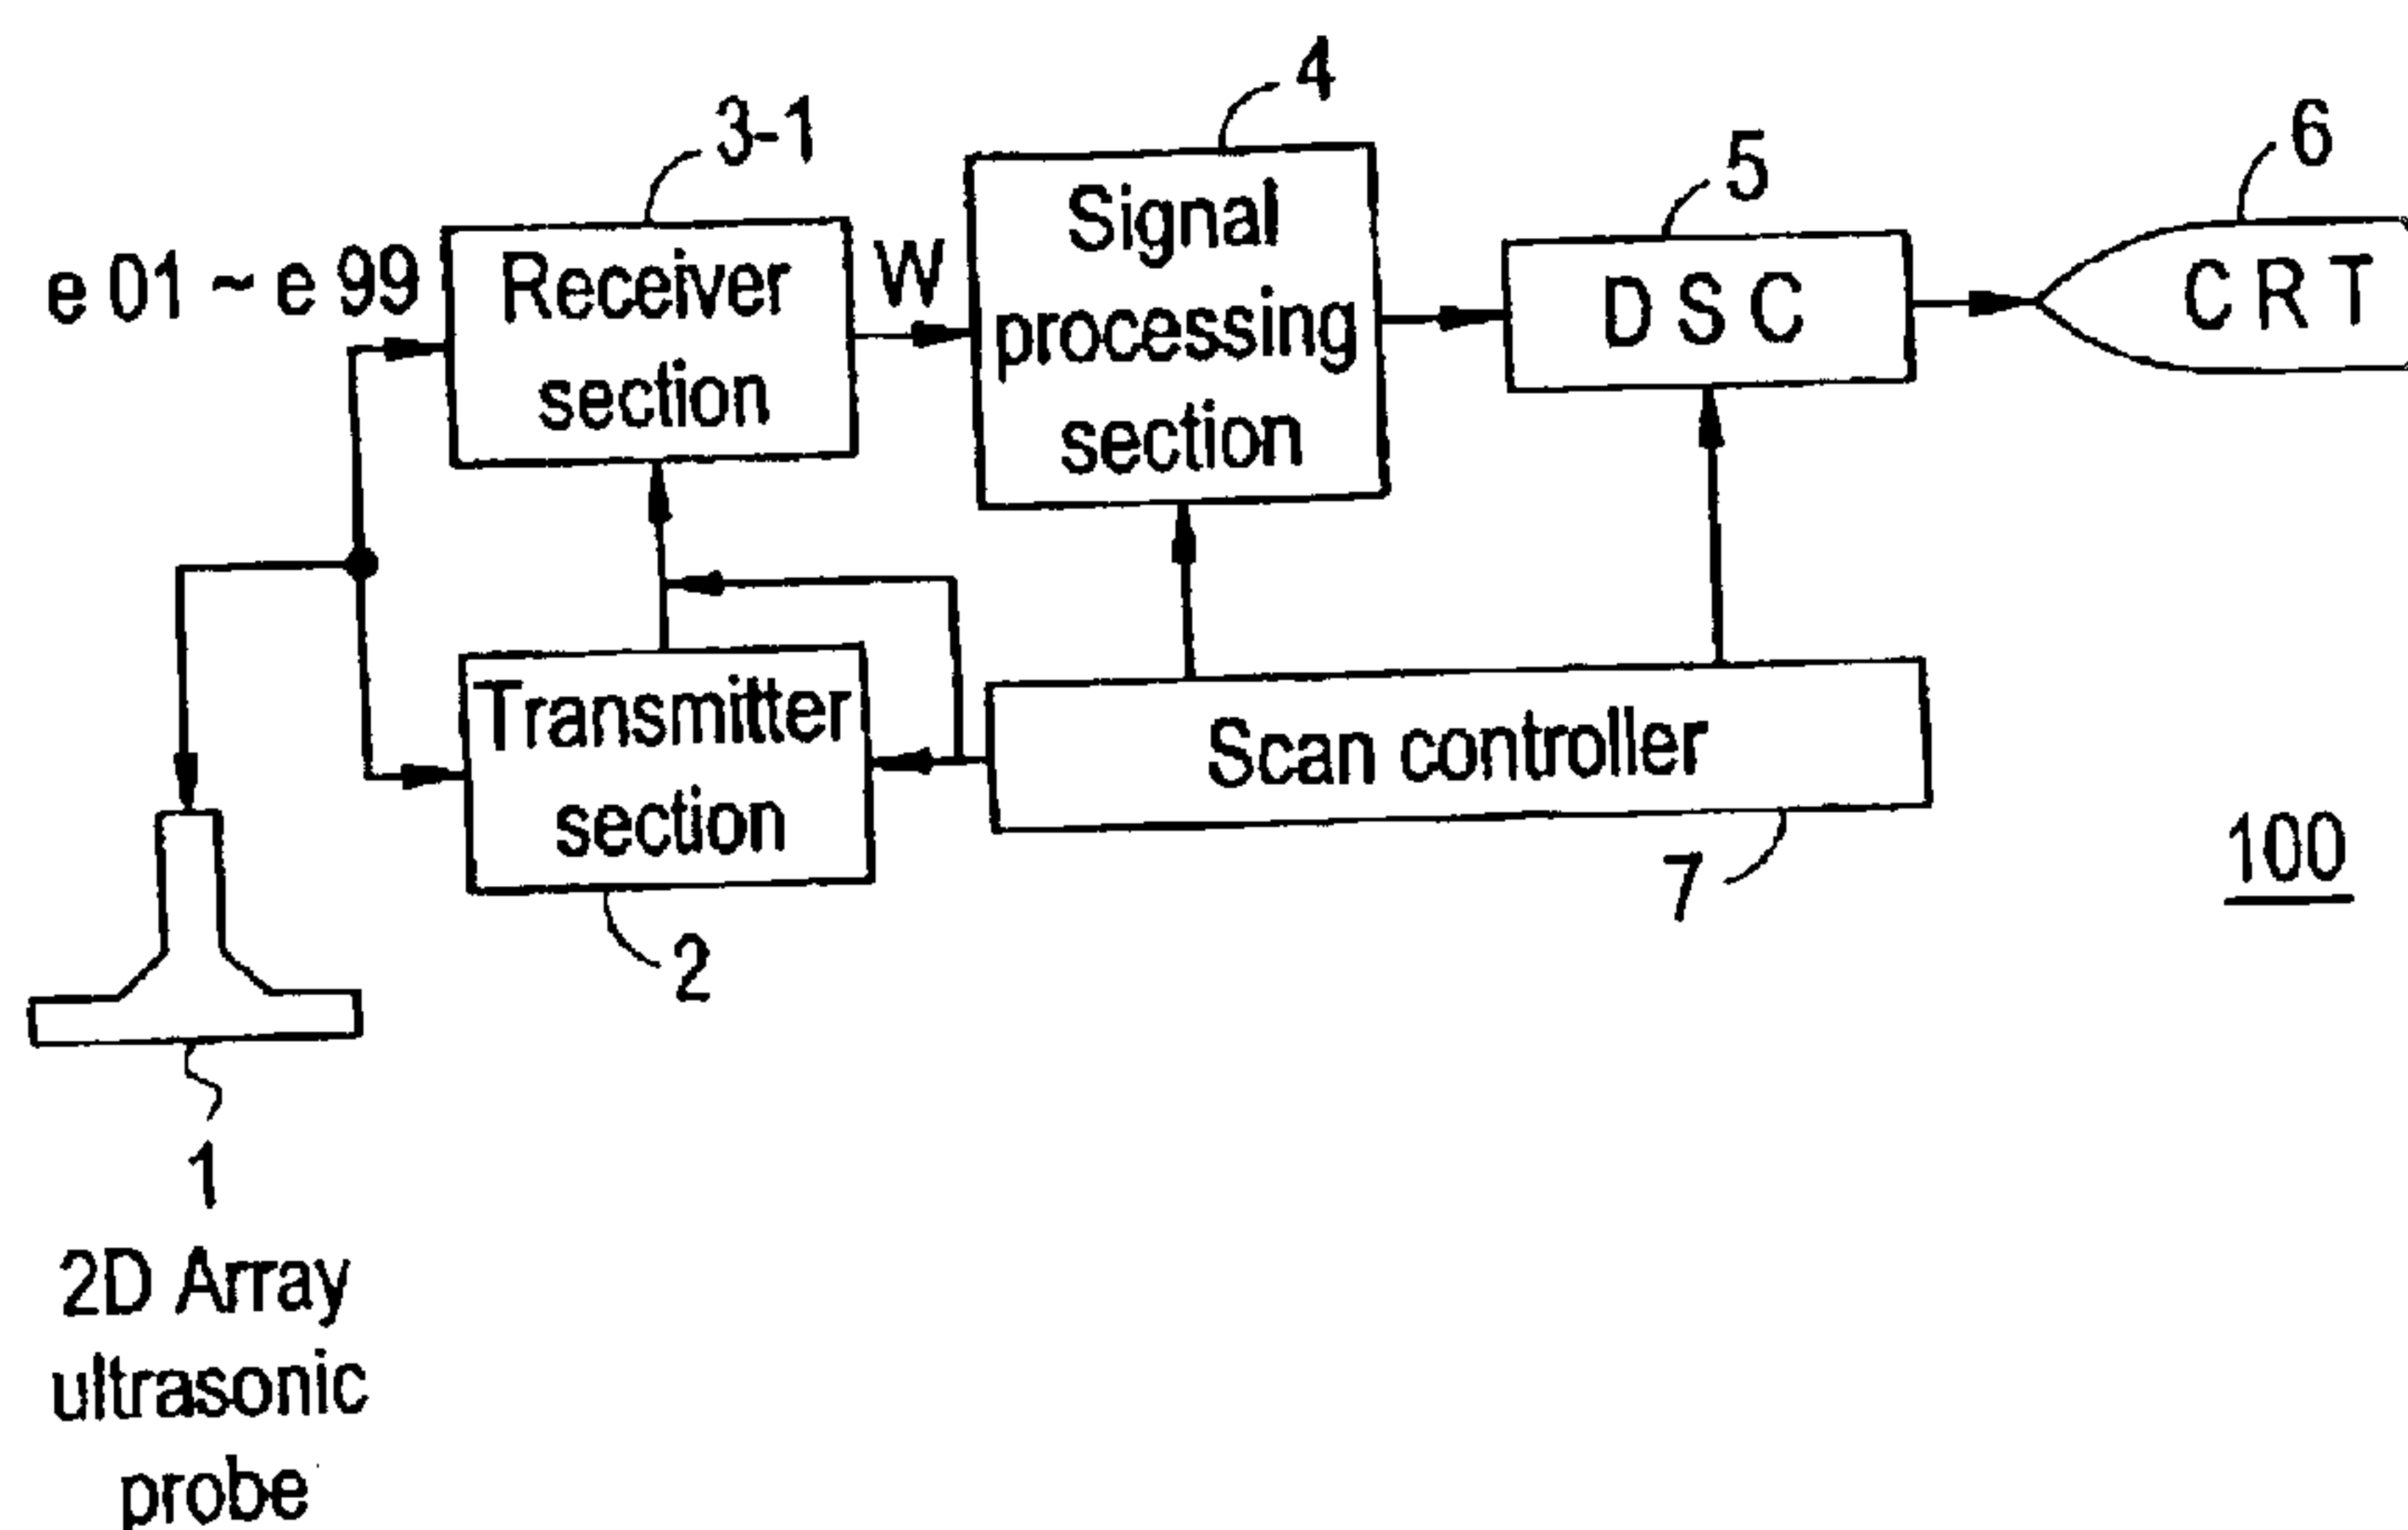 4
3-1
5
6
e 01 ~ e 99
Receiver
section
W
Signal
processing
section
D S C
C R T
Transmitter
section
Scan controller
2
7
100
1
2D Array
ultrasonic
probe